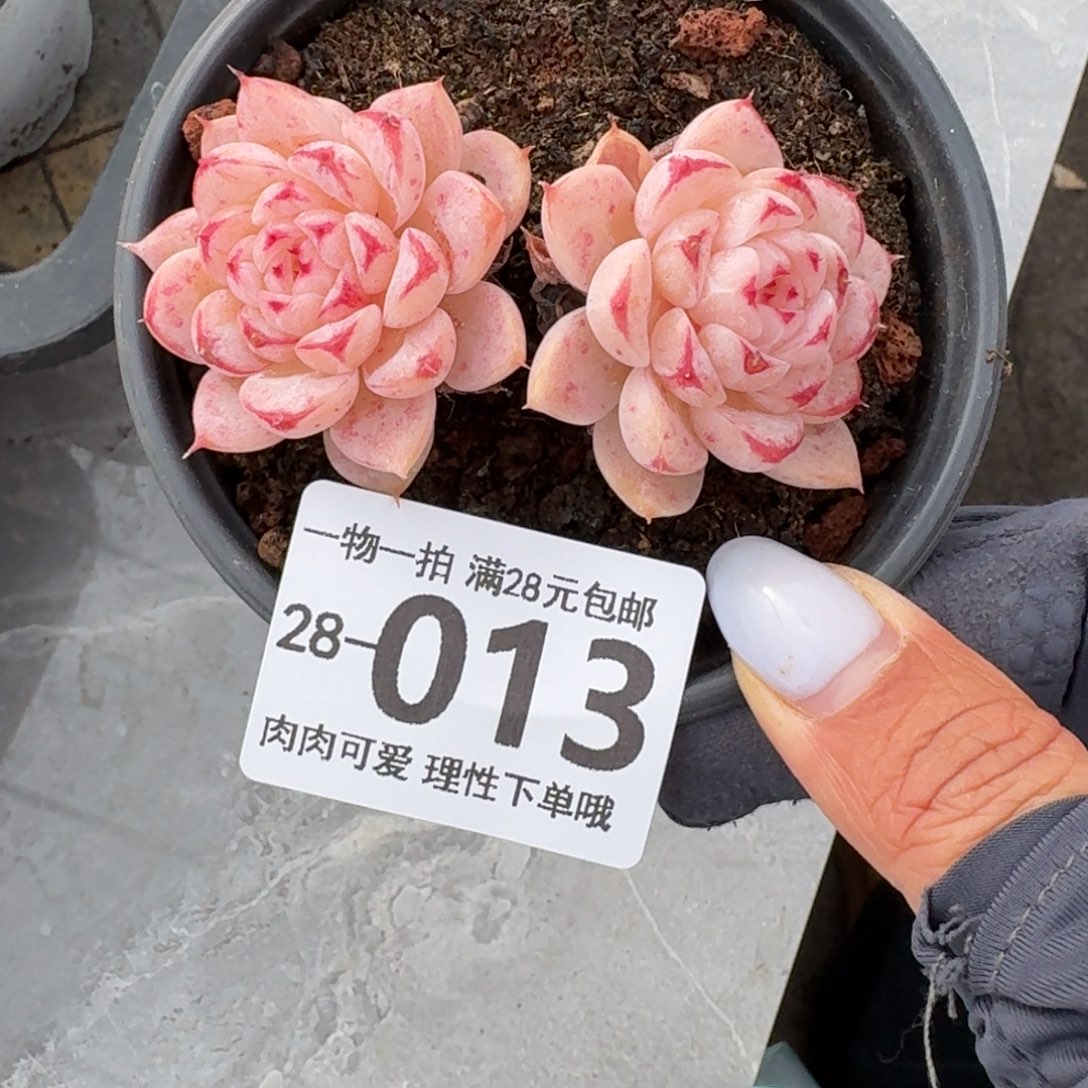 一物一拍 满28元包邮
28-013
肉肉可爱 理性下单哦